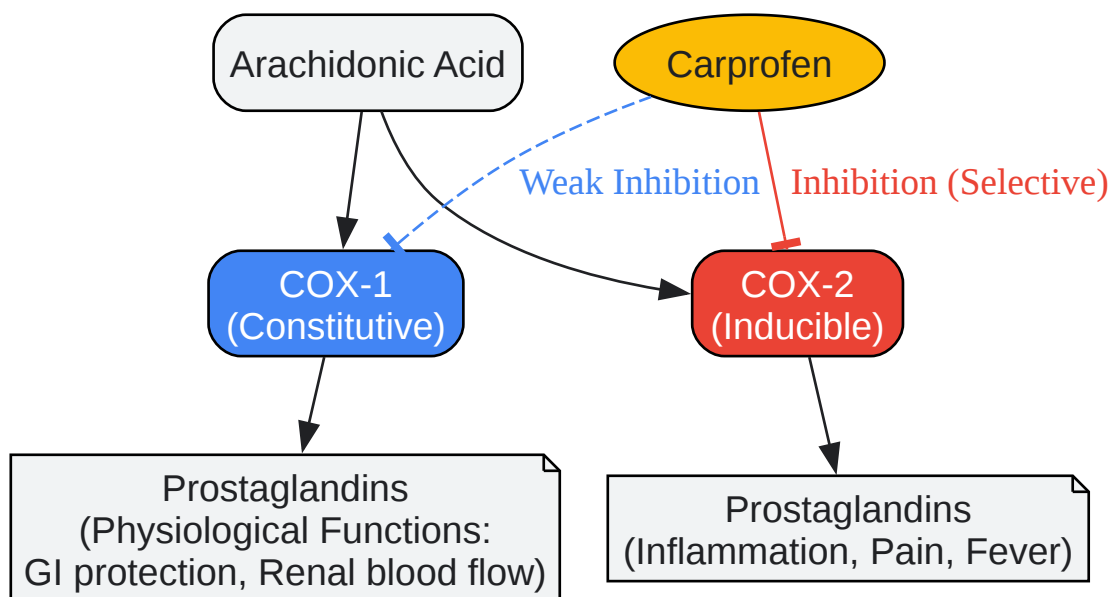 Arachidonic Acid
Carprofen
Weak Inhibition
Inhibition (Selective)
COX-1
(Constitutive)
COX-2
(Inducible)
Prostaglandins
(Physiological Functions:
GI protection, Renal blood flow)
Prostaglandins
(Inflammation, Pain, Fever)